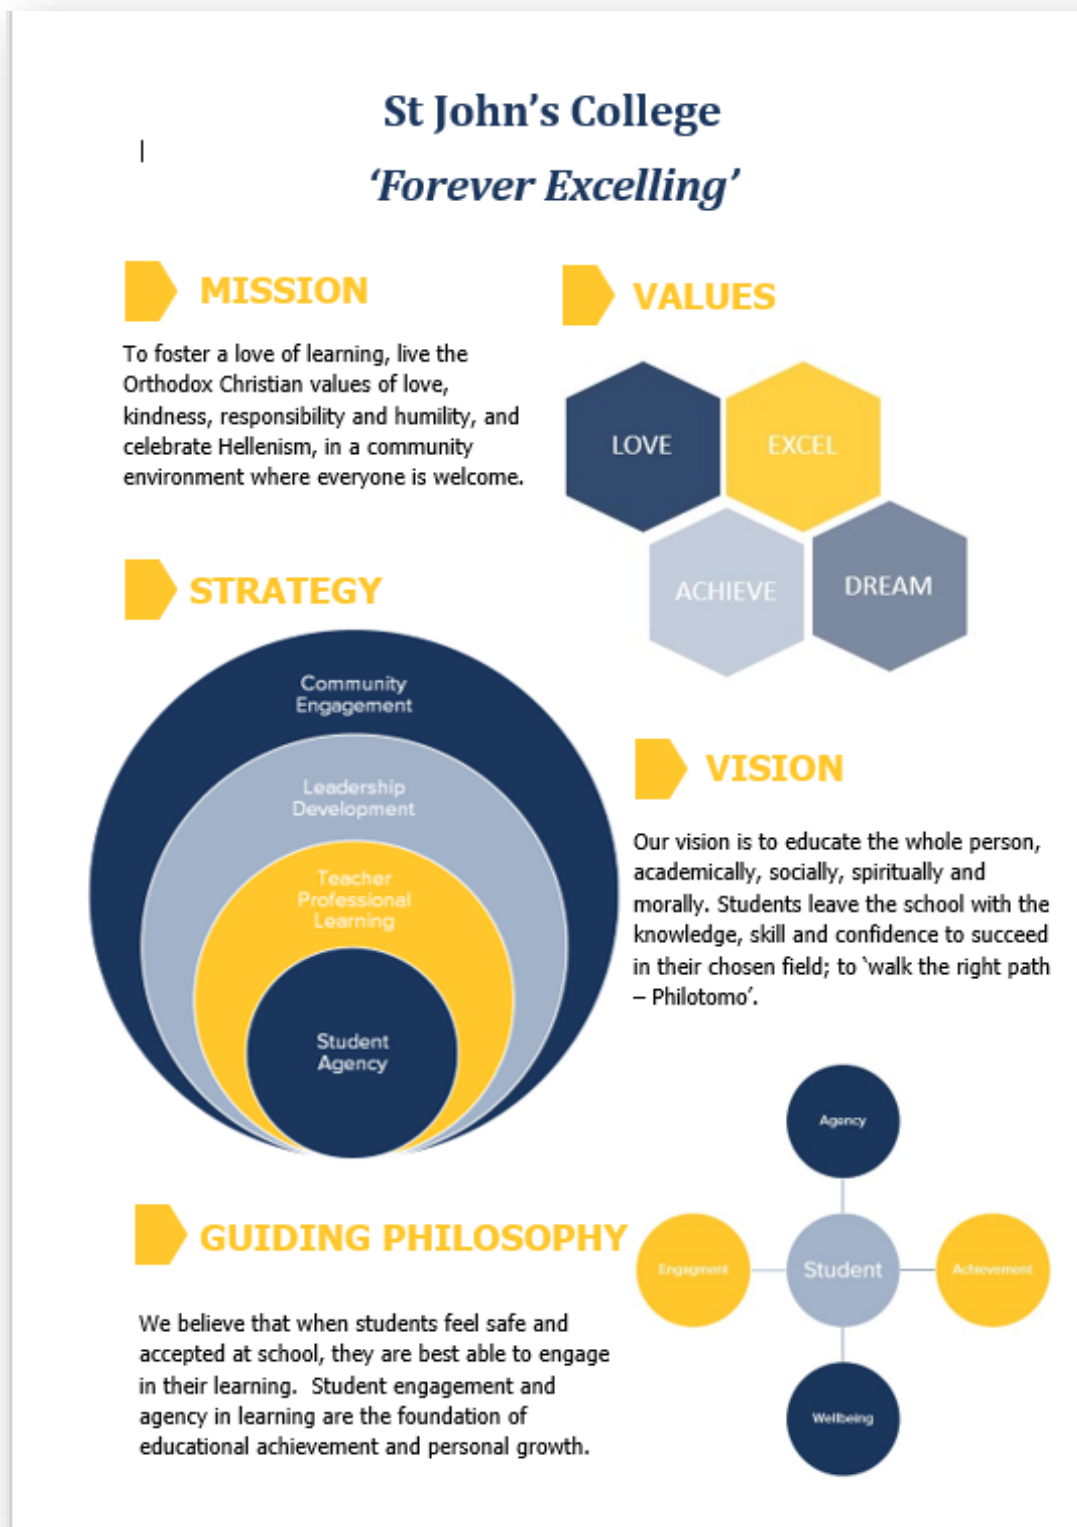 St John’s College
‘Forever Excelling’
MISSION
To foster a love of learning, live the
Orthodox Christian values of love,
kindness, responsibility and humility, and
celebrate Hellenism, in a community
environment where everyone is welcome.
VALUES
LOVE
EXCEL
ACHIEVE
DREAM
STRATEGY
Community
Engagement
Leadership
Development
Teacher
Professional
Learning
Student
Agency
VISION
Our vision is to educate the whole person,
academically, socially, spiritually and
morally. Students leave the school with the
knowledge, skill and confidence to succeed
in their chosen field; to ‘walk the right path
– Philotomo’.
GUIDING PHILOSOPHY
We believe that when students feel safe and
accepted at school, they are best able to engage
in their learning.  Student engagement and
agency in learning are the foundation of
educational achievement and personal growth.
Agency
Engagment
Student
Achievement
Wellbeing